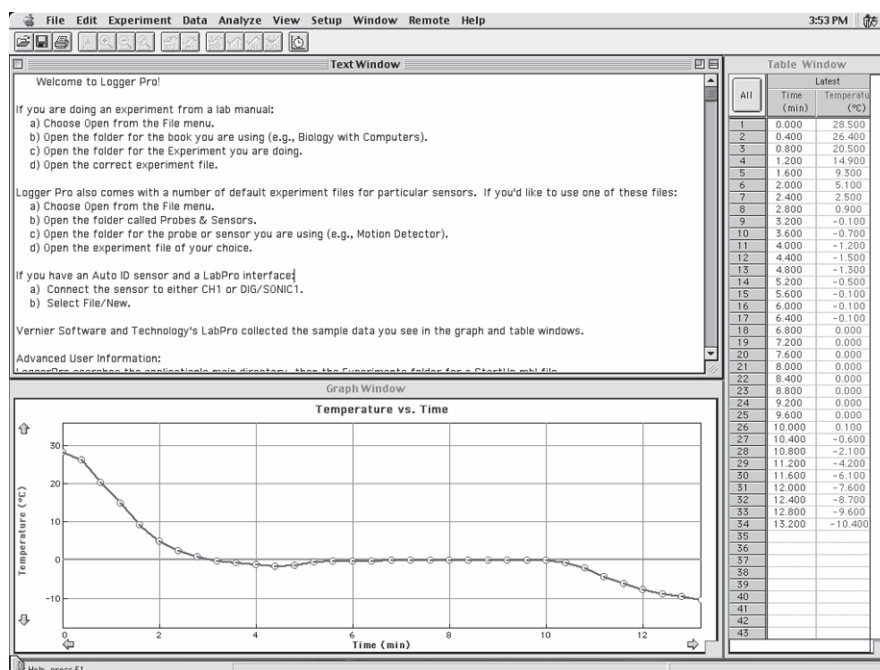 File Edit Experiment Data Analyze View Setup Window Remote Help 3:53 PM
Text Window
Welcome to Logger Pro!
If you are doing an experiment from a lab manual:
a) Choose Open from the File menu.
b) Open the folder for the book you are using (e.g., Biology with Computers).
c) Open the folder for the Experiment you are doing.
d) Open the correct experiment file.
Logger Pro also comes with a number of default experiment files for particular sensors. If you'd like to use one of these files:
a) Choose Open from the File menu.
b) Open the folder called Probes & Sensors.
c) Open the folder for the probe or sensor you are using (e.g., Motion Detector).
d) Open the experiment file of your choice.
If you have an Auto ID sensor and a LabPro interface:
a) Connect the sensor to either CH1 or DIG/SONIC1.
b) Select File/New.
Vernier Software and Technology's LabPro collected the sample data you see in the graph and table windows.
Advanced User Information:
LoggerPro searches the application's main directory, then the Experiments folder for a StartUp.mbl file
Graph Window
Temperature vs. Time
Temperature (°C)
30
20
10
0
-10
0 2 4 6 8 10 12
Time (min)
Help, press F1
Table Window
All
Latest
Time Temperatu
(min) (°C)
1 0.000 28.500
2 0.400 26.400
3 0.800 20.500
4 1.200 14.900
5 1.600 9.300
6 2.000 5.100
7 2.400 2.500
8 2.800 0.900
9 3.200 -0.100
10 3.600 -0.700
11 4.000 -1.200
12 4.400 -1.500
13 4.800 -1.300
14 5.200 -0.500
15 5.600 -0.100
16 6.000 -0.100
17 6.400 -0.100
18 6.800 0.000
19 7.200 0.000
20 7.600 0.000
21 8.000 0.000
22 8.400 0.000
23 8.800 0.000
24 9.200 0.000
25 9.600 0.000
26 10.000 0.100
27 10.400 -0.600
28 10.800 -2.100
29 11.200 -4.200
30 11.600 -6.100
31 12.000 -7.600
32 12.400 -8.700
33 12.800 -9.600
34 13.200 -10.400
35
36
37
38
39
40
41
42
43